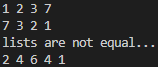 1 2 3 7
7 3 2 1
lists are not equal...
2 4 6 4 1